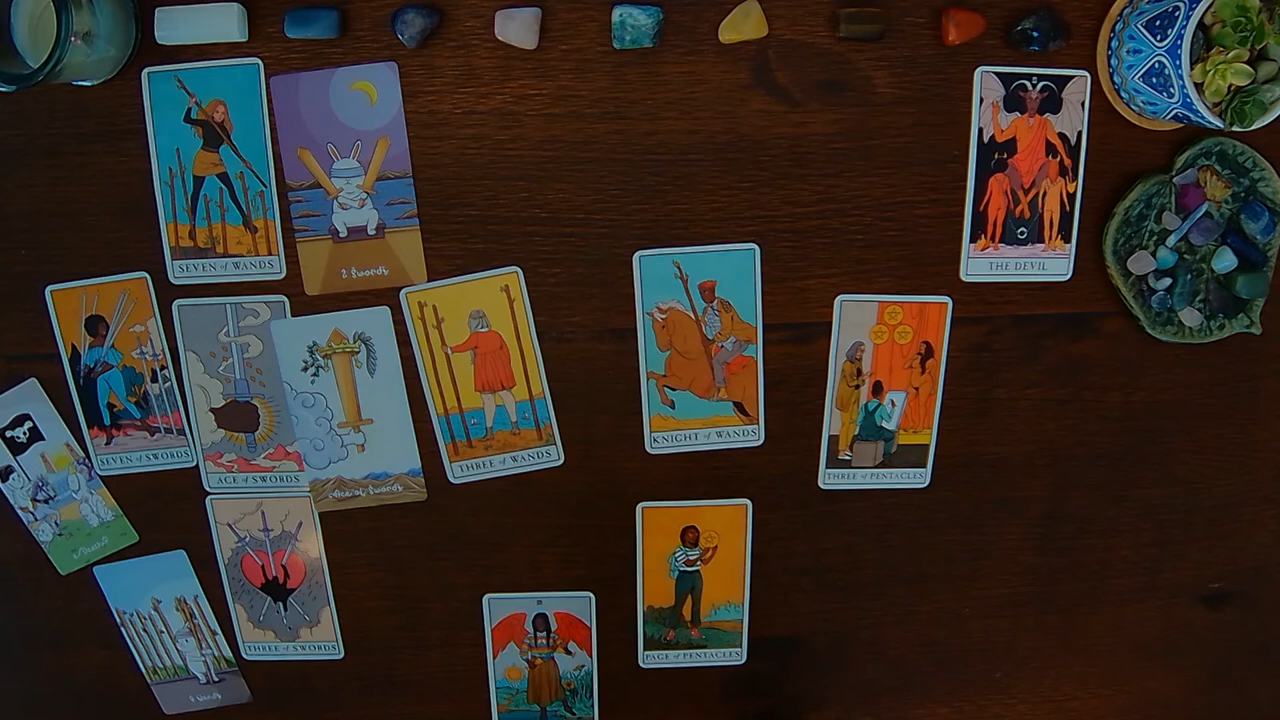 SEVEN of WANDS
2 Swords
THE DEVIL
SEVEN of SWORDS
ACE of SWORDS
Ace of Swords
THREE of WANDS
KNIGHT of WANDS
THREE of PENTACLES
Death
THREE of SWORDS
PAGE of PENTACLES